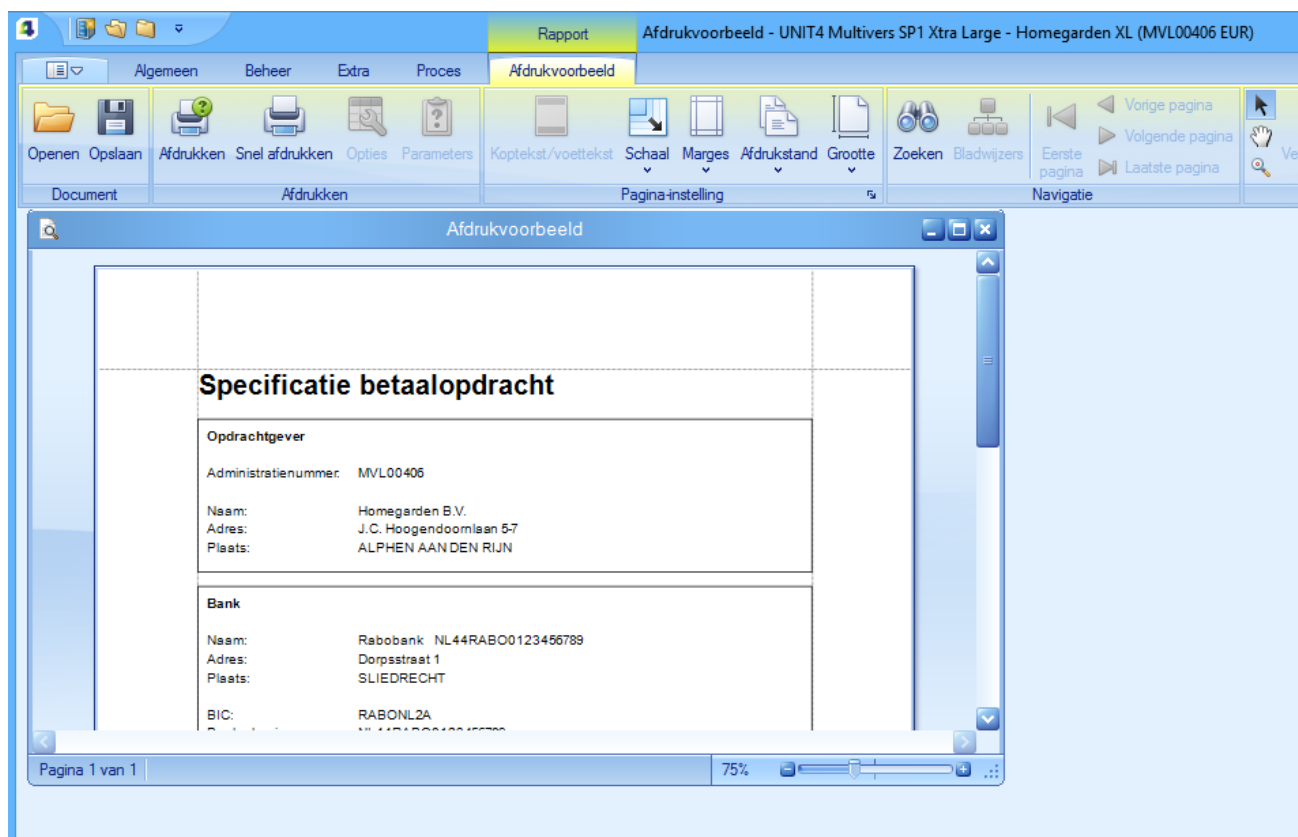 Rapport
Afdrukvoorbeeld - UNIT4 Multivers SP1 Xtra Large - Homegarden XL (MVL00406 EUR)
Algemeen Beheer Extra Proces Afdrukvoorbeeld
Openen Opslaan Afdrukken Snel afdrukken Opties Parameters Koptekst/voettekst Schaal Marges Afdrukstand Grootte Zoeken Bladwijzers Eerste pagina
Vorige pagina
Volgende pagina
Laatste pagina
Document Afdrukken Pagina-instelling Navigatie
Afdrukvoorbeeld
Specificatie betaalopdracht
Opdrachtgever
Administratienummer: MVL00406
Naam: Homegarden B.V.
Adres: J.C. Hoogendoornlaan 5-7
Plaats: ALPHEN AAN DEN RIJN
Bank
Naam: Rabobank NL44RABO0123456789
Adres: Dorpsstraat 1
Plaats: SLIEDRECHT
BIC: RABONL2A
Pagina 1 van 1
75%